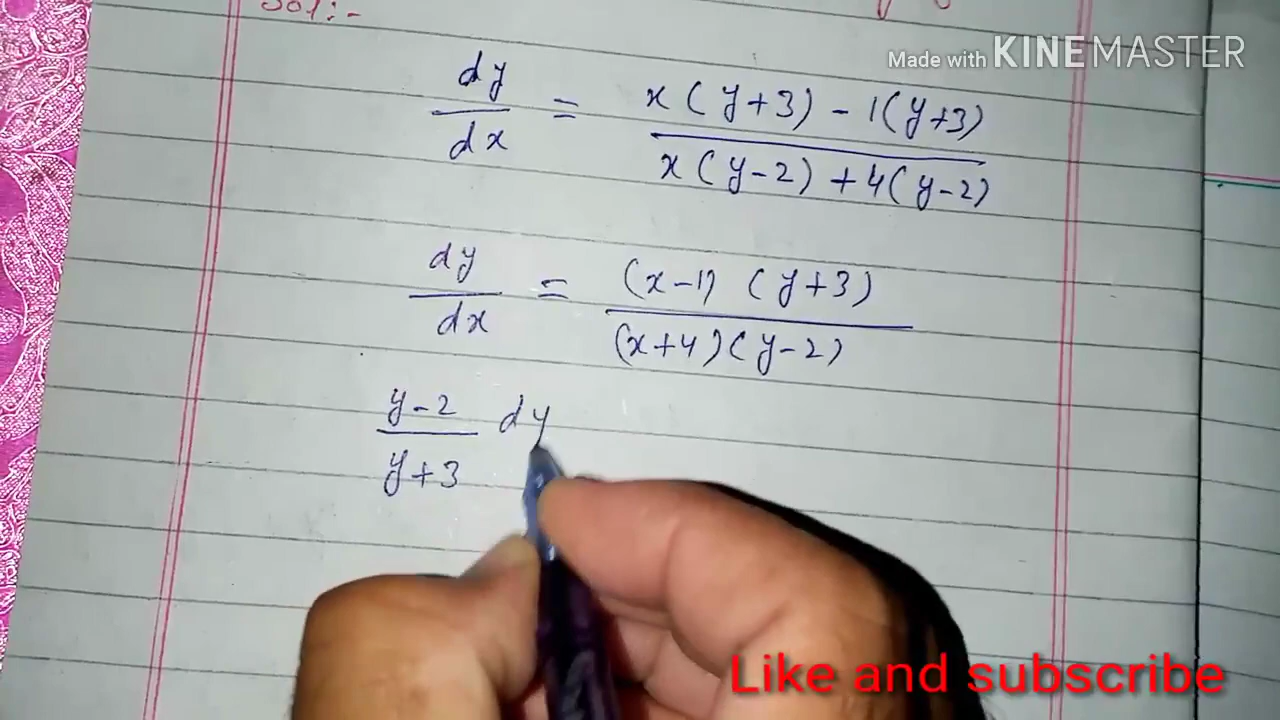 Sol:-
Made with KINEMASTER
dy/dx = x(y+3)-1(y+3)/x(y-2)+4(y-2)
dy/dx = (x-1)(y+3)/(x+4)(y-2)
y-2/y+3 dy
Like and subscribe